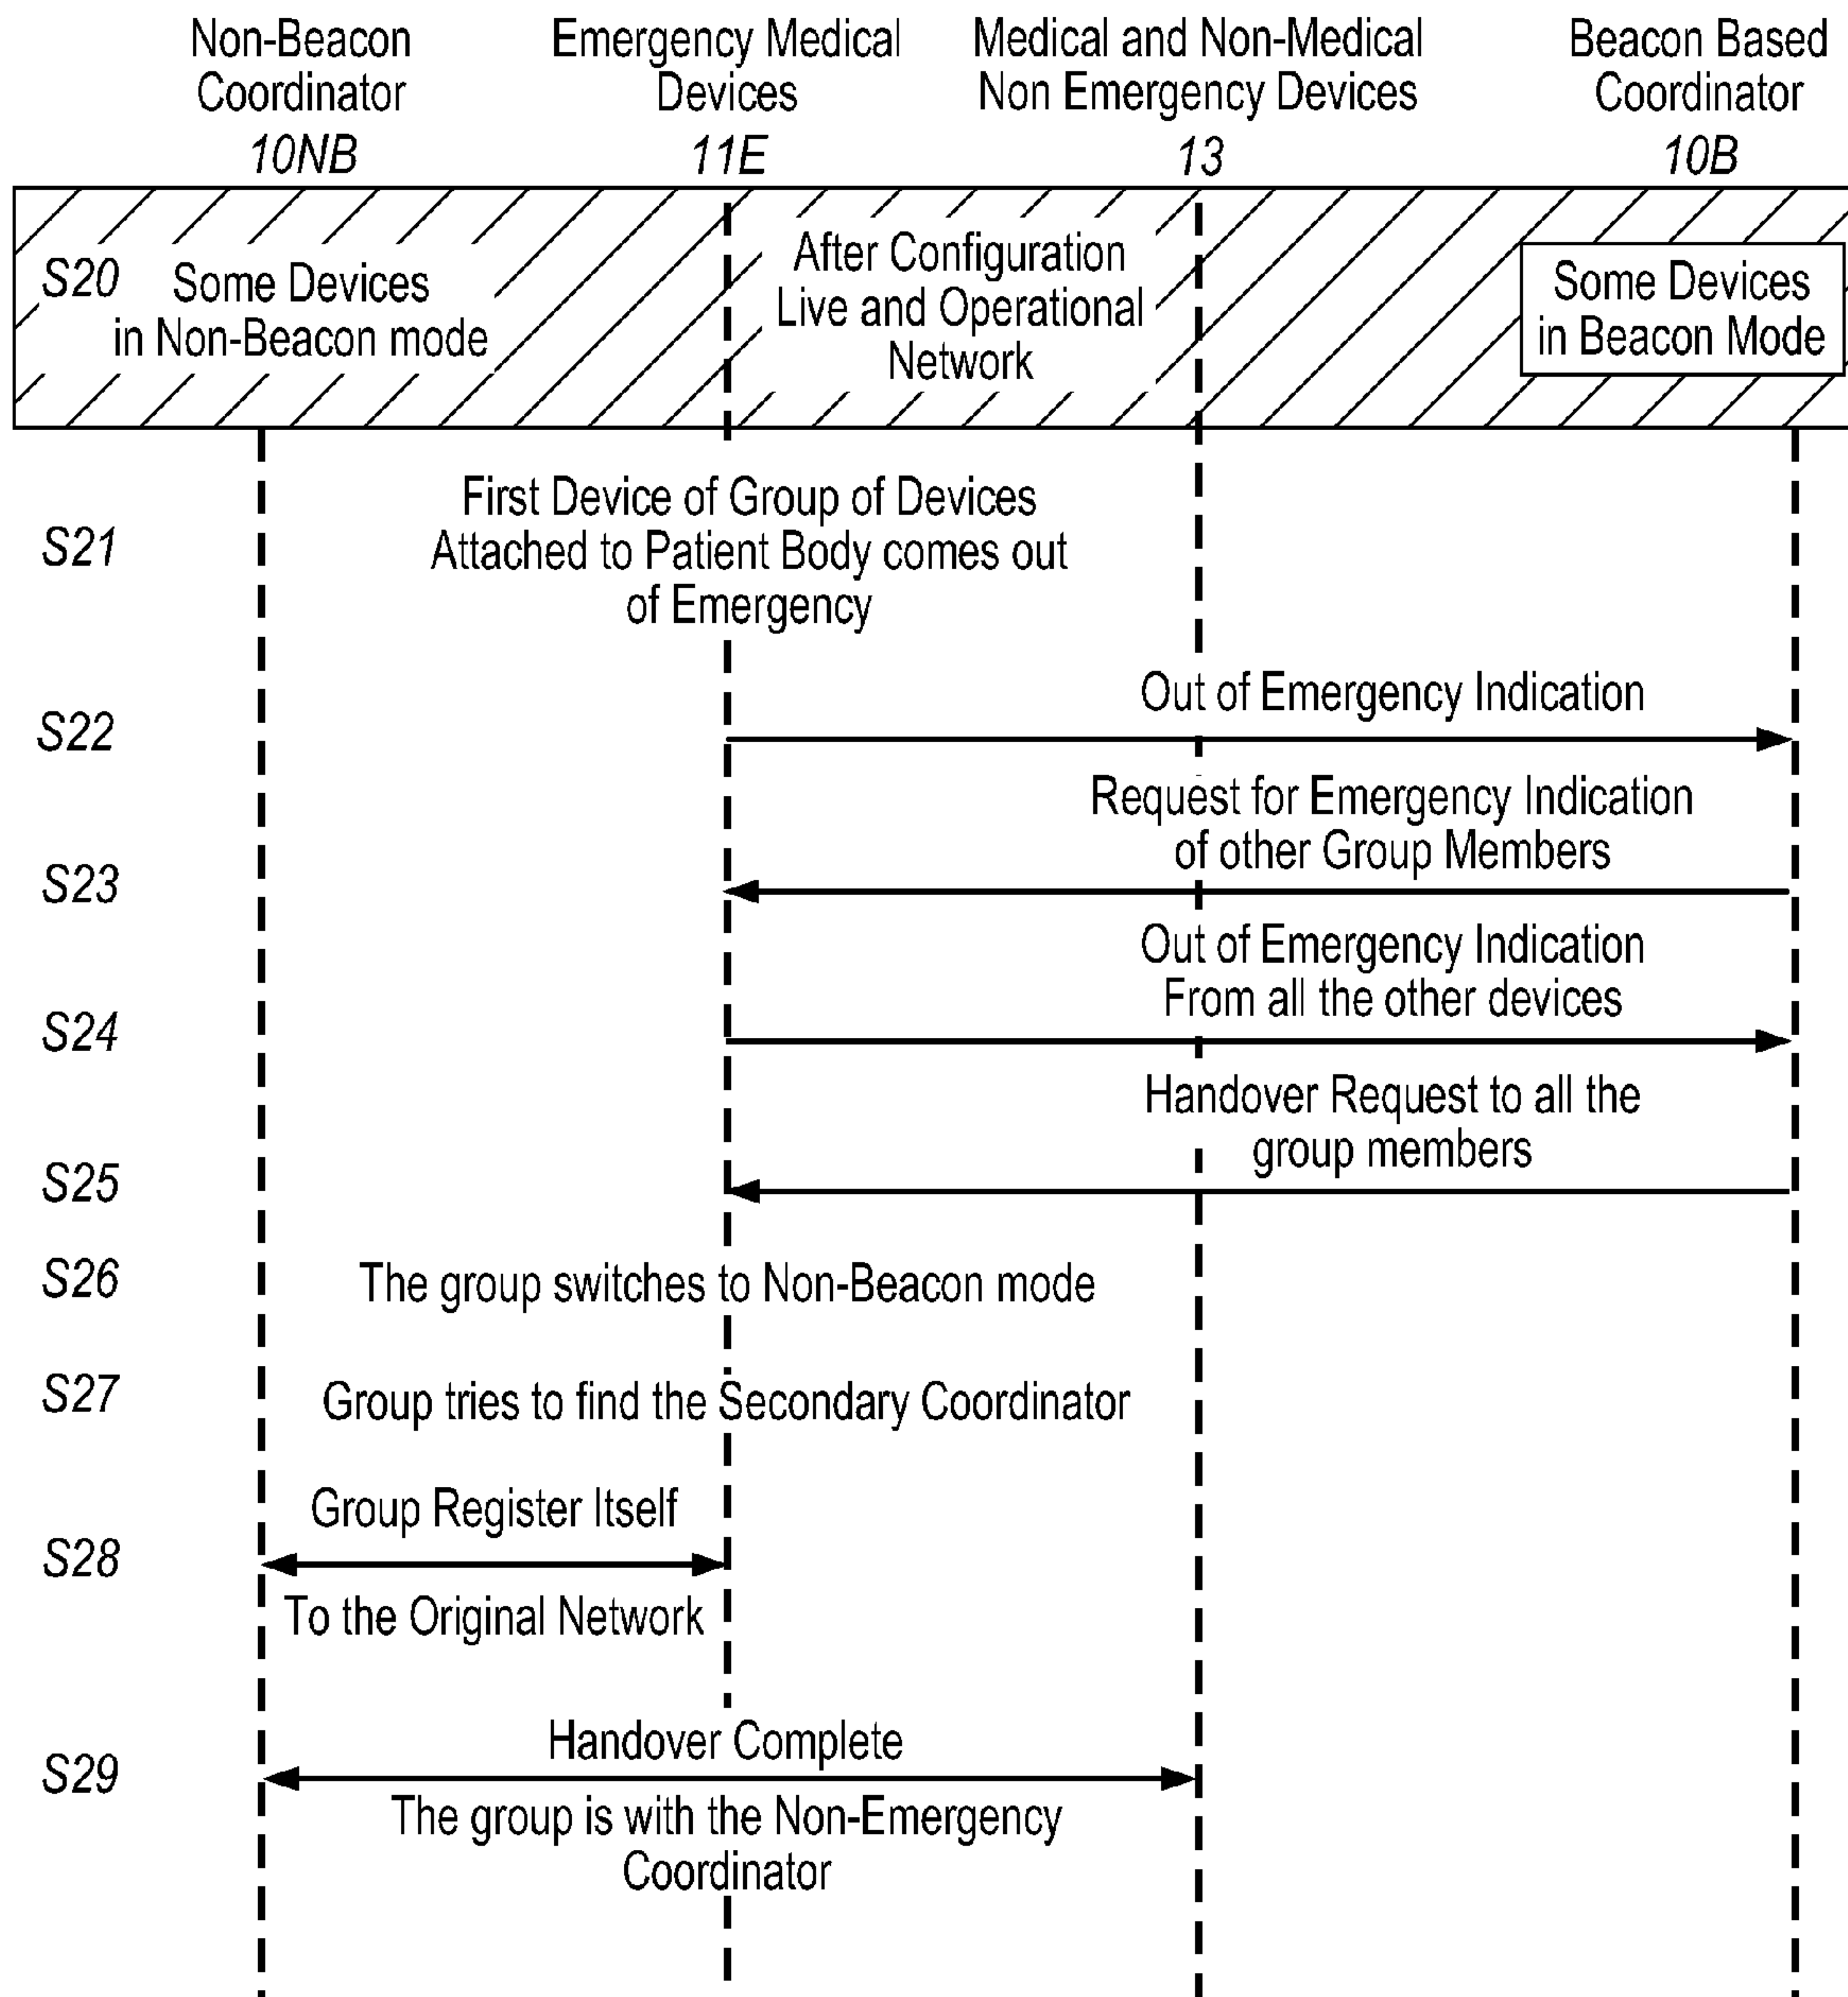 Non-Beacon
Coordinator
10NB
Emergency Medical
Devices
11E
Medical and Non-Medical
Non Emergency Devices
13
Beacon Based
Coordinator
10B
S20
Some Devices
in Non-Beacon mode
After Configuration
Live and Operational
Network
Some Devices
in Beacon Mode
S21
First Device of Group of Devices
Attached to Patient Body comes out
of Emergency
S22
Out of Emergency Indication
S23
Request for Emergency Indication
of other Group Members
S24
Out of Emergency Indication
From all the other devices
S25
Handover Request to all the
group members
S26
The group switches to Non-Beacon mode
S27
Group tries to find the Secondary Coordinator
S28
Group Register Itself
To the Original Network
S29
Handover Complete
The group is with the Non-Emergency
Coordinator